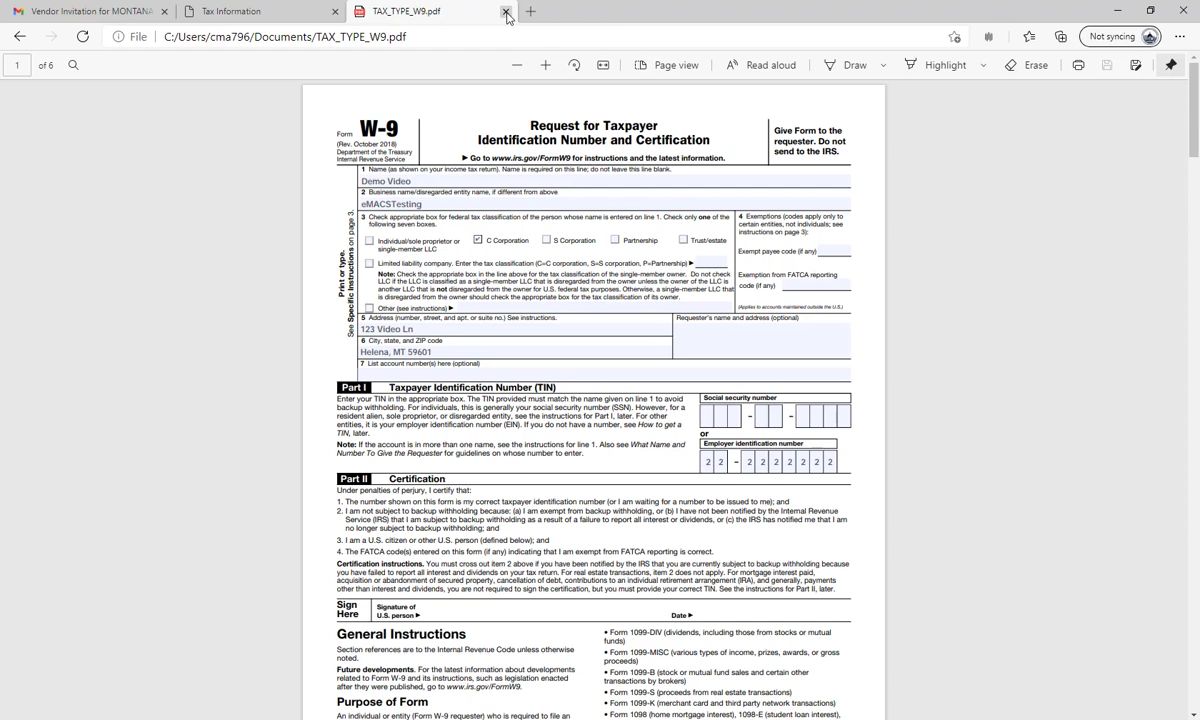 Vendor Invitation for MONTANA
Tax Information
TAX_TYPE_W9.pdf
File C:/Users/cma796/Documents/TAX_TYPE_W9.pdf
Not syncing
1 of 6
Page view
Read aloud
Draw
Highlight
Erase
Form W-9
(Rev. October 2018)
Department of the Treasury
Internal Revenue Service
Request for Taxpayer
Identification Number and Certification
▶ Go to www.irs.gov/FormW9 for instructions and the latest information.
Give Form to the
requester. Do not
send to the IRS.
Print or type.
See Specific Instructions on page 3.
1 Name (as shown on your income tax return). Name is required on this line; do not leave this line blank.
Demo Video
2 Business name/disregarded entity name, if different from above
eMACSTesting
3 Check appropriate box for federal tax classification of the person whose name is entered on line 1. Check only one of the
following seven boxes.
Individual/sole proprietor or
single-member LLC
C Corporation
S Corporation
Partnership
Trust/estate
Limited liability company. Enter the tax classification (C=C corporation, S=S corporation, P=Partnership) ▶
Note: Check the appropriate box in the line above for the tax classification of the single-member owner. Do not check
LLC if the LLC is classified as a single-member LLC that is disregarded from the owner unless the owner of the LLC is
another LLC that is not disregarded from the owner for U.S. federal tax purposes. Otherwise, a single-member LLC that
is disregarded from the owner should check the appropriate box for the tax classification of its owner.
Other (see instructions) ▶
4 Exemptions (codes apply only to
certain entities, not individuals; see
instructions on page 3):
Exempt payee code (if any)
Exemption from FATCA reporting
code (if any)
(Applies to accounts maintained outside the U.S.)
5 Address (number, street, and apt. or suite no.) See instructions.
123 Video Ln
6 City, state, and ZIP code
Helena, MT 59601
Requester's name and address (optional)
7 List account number(s) here (optional)
Part I Taxpayer Identification Number (TIN)
Enter your TIN in the appropriate box. The TIN provided must match the name given on line 1 to avoid
backup withholding. For individuals, this is generally your social security number (SSN). However, for a
resident alien, sole proprietor, or disregarded entity, see the instructions for Part I, later. For other
entities, it is your employer identification number (EIN). If you do not have a number, see How to get a
TIN, later.
Note: If the account is in more than one name, see the instructions for line 1. Also see What Name and
Number To Give the Requester for guidelines on whose number to enter.
Social security number
– –
or
Employer identification number
2 2 – 2 2 2 2 2 2 2
Part II Certification
Under penalties of perjury, I certify that:
1. The number shown on this form is my correct taxpayer identification number (or I am waiting for a number to be issued to me); and
2. I am not subject to backup withholding because: (a) I am exempt from backup withholding, or (b) I have not been notified by the Internal Revenue
Service (IRS) that I am subject to backup withholding as a result of a failure to report all interest or dividends, or (c) the IRS has notified me that I am
no longer subject to backup withholding; and
3. I am a U.S. citizen or other U.S. person (defined below); and
4. The FATCA code(s) entered on this form (if any) indicating that I am exempt from FATCA reporting is correct.
Certification instructions. You must cross out item 2 above if you have been notified by the IRS that you are currently subject to backup withholding because
you have failed to report all interest and dividends on your tax return. For real estate transactions, item 2 does not apply. For mortgage interest paid,
acquisition or abandonment of secured property, cancellation of debt, contributions to an individual retirement arrangement (IRA), and generally, payments
other than interest and dividends, you are not required to sign the certification, but you must provide your correct TIN. See the instructions for Part II, later.
Sign
Here
Signature of
U.S. person ▶
Date ▶
General Instructions
Section references are to the Internal Revenue Code unless otherwise
noted.
Future developments. For the latest information about developments
related to Form W-9 and its instructions, such as legislation enacted
after they were published, go to www.irs.gov/FormW9.
Purpose of Form
An individual or entity (Form W-9 requester) who is required to file an
• Form 1099-DIV (dividends, including those from stocks or mutual
funds)
• Form 1099-MISC (various types of income, prizes, awards, or gross
proceeds)
• Form 1099-B (stock or mutual fund sales and certain other
transactions by brokers)
• Form 1099-S (proceeds from real estate transactions)
• Form 1099-K (merchant card and third party network transactions)
• Form 1098 (home mortgage interest), 1098-E (student loan interest),